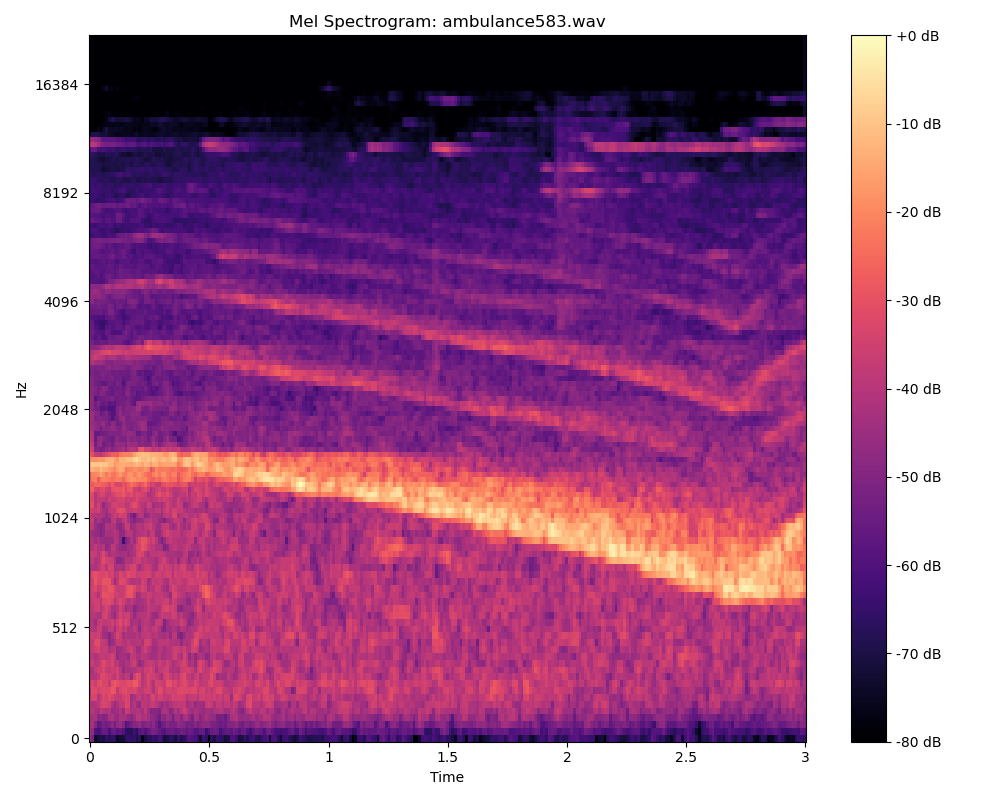 Mel Spectrogram: ambulance583.wav
16384
8192
4096
2048
1024
512
0
Hz
0
0.5
1
1.5
2
2.5
3
Time
+0 dB
-10 dB
-20 dB
-30 dB
-40 dB
-50 dB
-60 dB
-70 dB
-80 dB